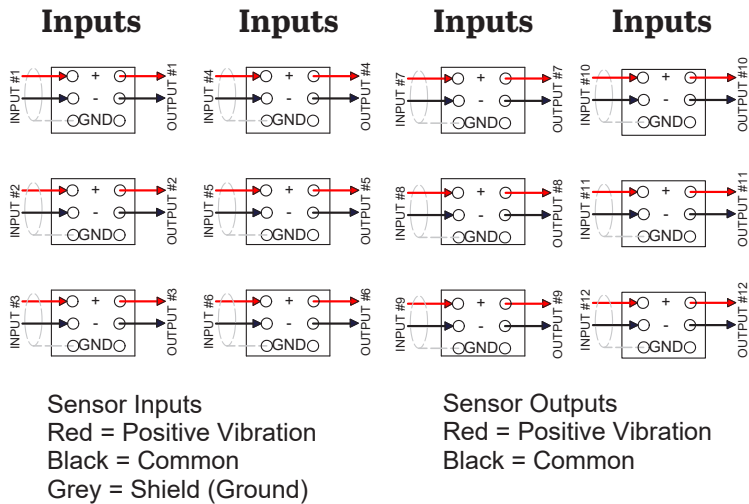 Inputs Inputs Inputs Inputs
INPUT #1 + - GND OUTPUT #1
INPUT #4 + - GND OUTPUT #4
INPUT #7 + - GND OUTPUT #7
INPUT #10 + - GND OUTPUT #10
INPUT #2 + - GND OUTPUT #2
INPUT #5 + - GND OUTPUT #5
INPUT #8 + - GND OUTPUT #8
INPUT #11 + - GND OUTPUT #11
INPUT #3 + - GND OUTPUT #3
INPUT #6 + - GND OUTPUT #6
INPUT #9 + - GND OUTPUT #9
INPUT #12 + - GND OUTPUT #12
Sensor Inputs
Red = Positive Vibration
Black = Common
Grey = Shield (Ground)
Sensor Outputs
Red = Positive Vibration
Black = Common